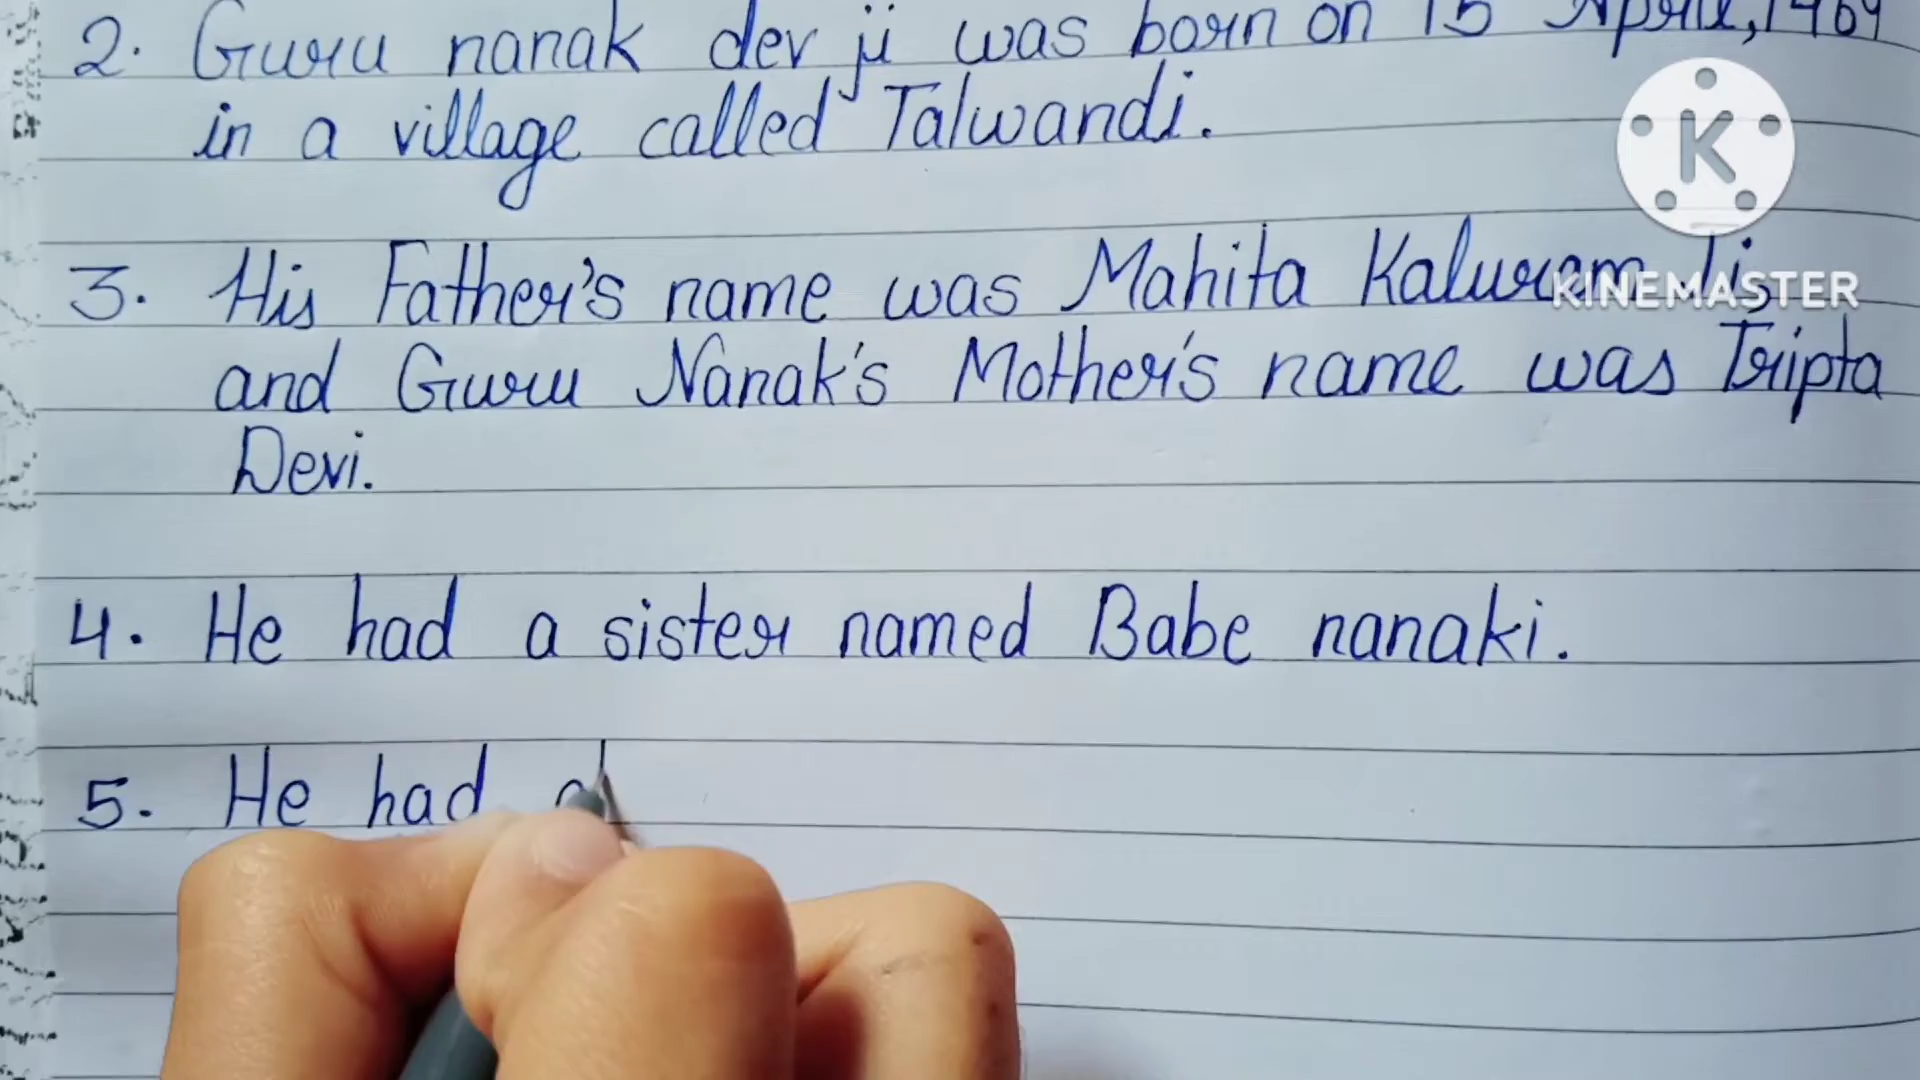 2. Guru nanak dev ji was born on 15 April, 1469
in a village called Talwandi.
K
3. His Father's name was Mahita Kaluram Ji
KINEMASTER
and Guru Nanak's Mother's name was Tripta
Devi.
4. He had a sister named Babe nanaki.
5. He had